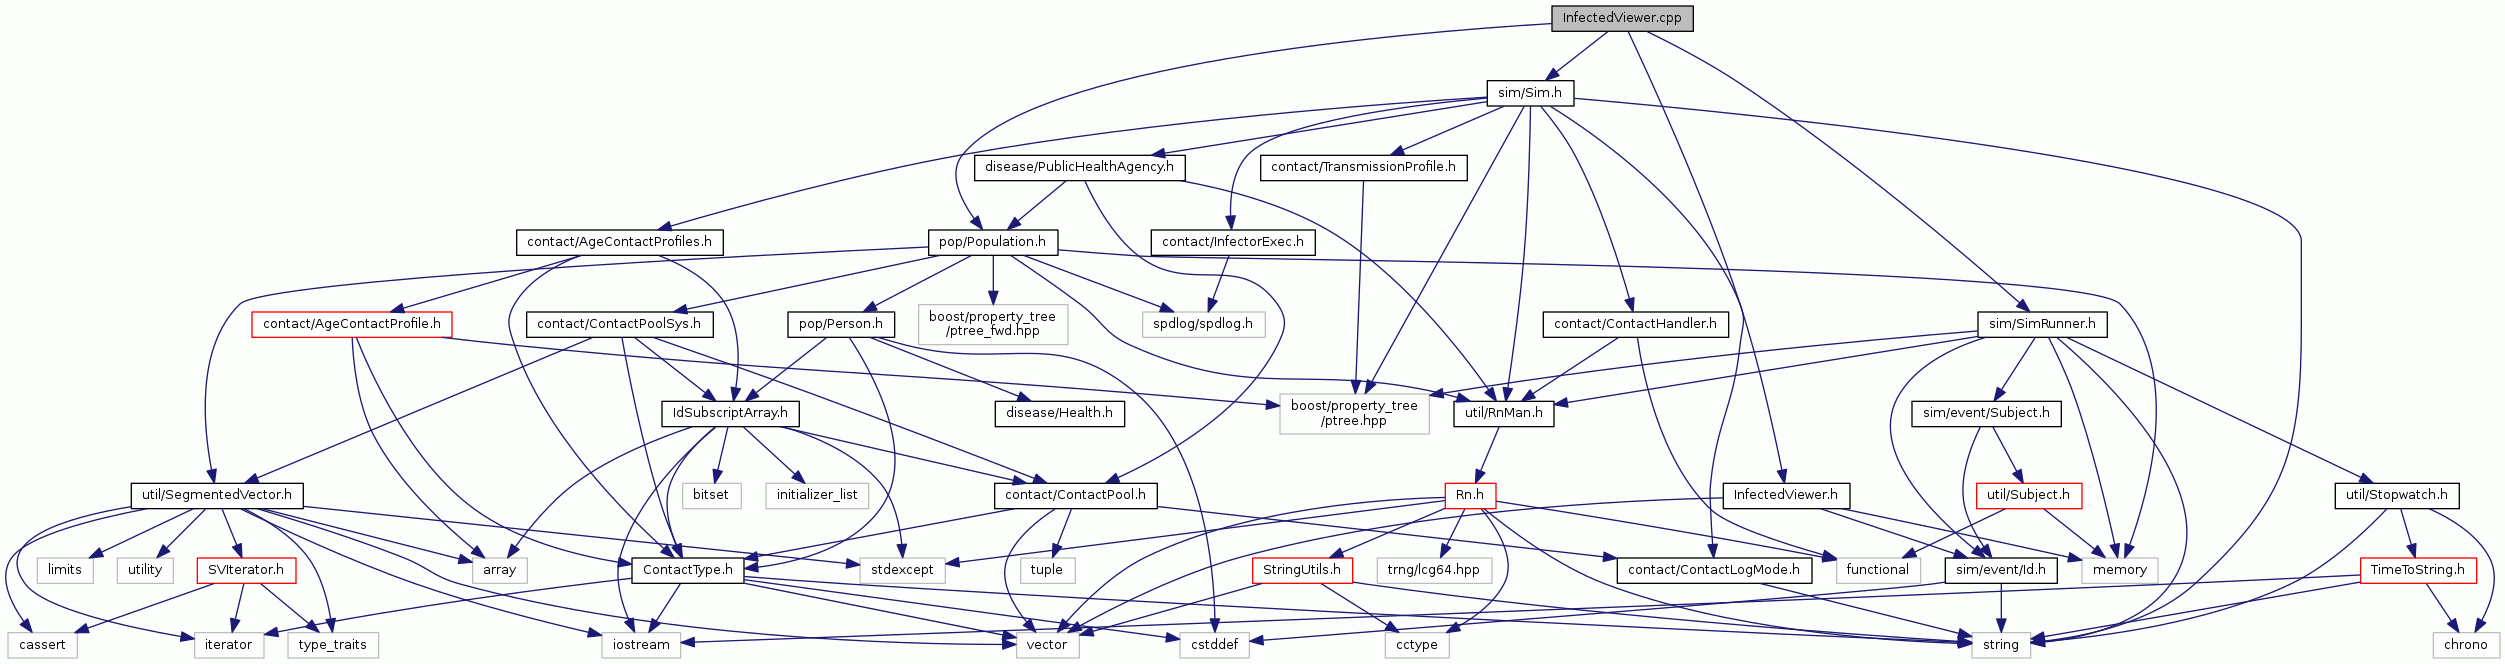 InfectedViewer.cpp
sim/Sim.h
disease/PublicHealthAgency.h
contact/TransmissionProfile.h
contact/AgeContactProfiles.h
pop/Population.h
contact/InfectorExec.h
contact/AgeContactProfile.h
contact/ContactPoolSys.h
pop/Person.h
boost/property_tree
/ptree_fwd.hpp
spdlog/spdlog.h
contact/ContactHandler.h
sim/SimRunner.h
IdSubscriptArray.h
disease/Health.h
boost/property_tree
/ptree.hpp
util/RnMan.h
sim/event/Subject.h
util/SegmentedVector.h
bitset
initializer_list
contact/ContactPool.h
Rn.h
InfectedViewer.h
util/Subject.h
util/Stopwatch.h
limits
utility
SVIterator.h
array
ContactType.h
stdexcept
tuple
StringUtils.h
trng/lcg64.hpp
contact/ContactLogMode.h
functional
sim/event/Id.h
memory
TimeToString.h
cassert
iterator
type_traits
iostream
vector
cstddef
cctype
string
chrono